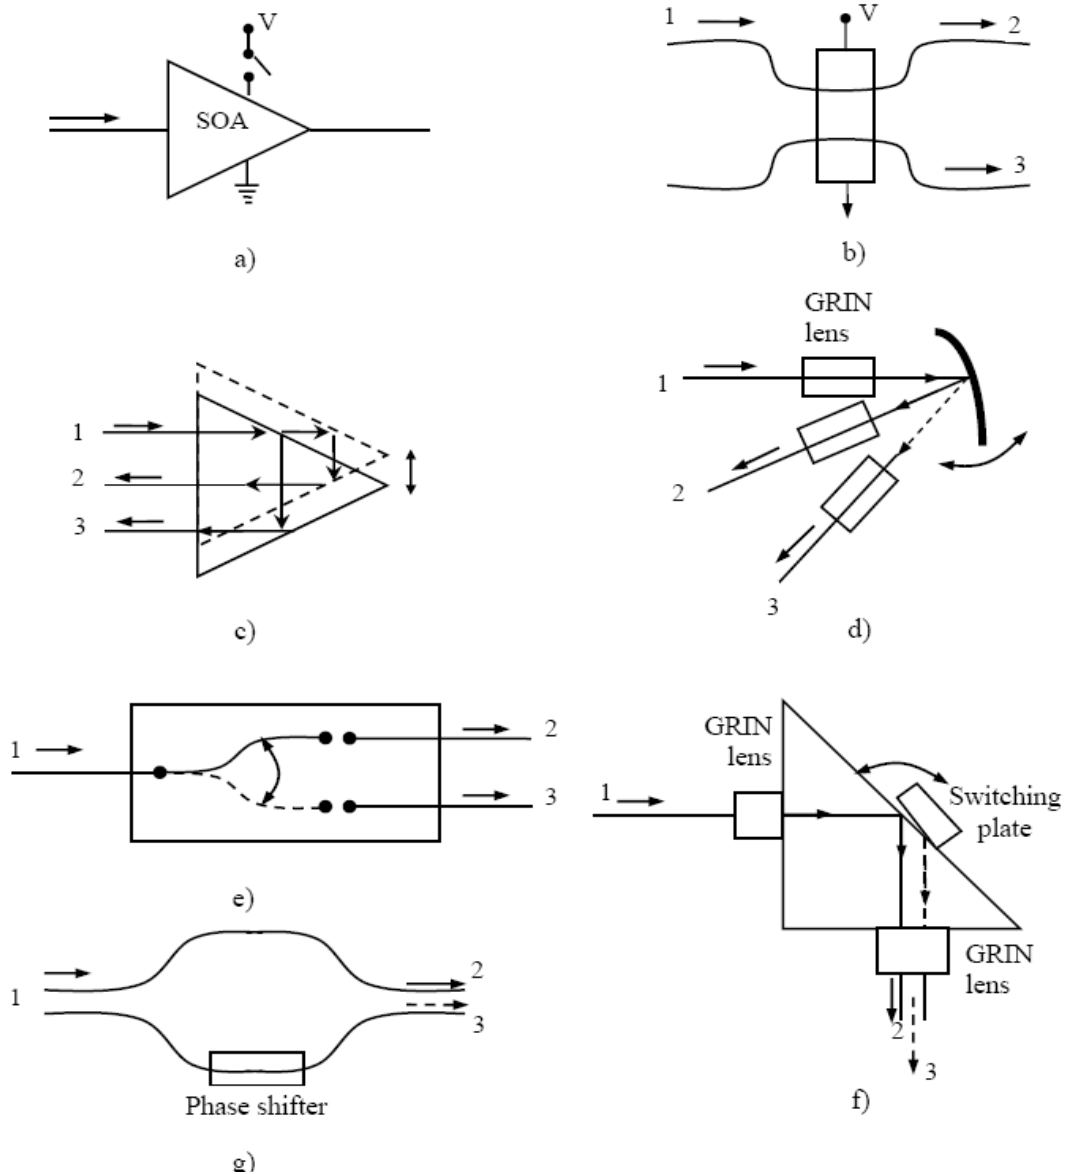 V
SOA
a)
1
V
2
3
b)
1
2
3
c)
GRIN
lens
1
2
3
d)
1
2
3
e)
GRIN
lens
1
Switching
plate
GRIN
lens
2
3
f)
1
2
3
Phase shifter
g)